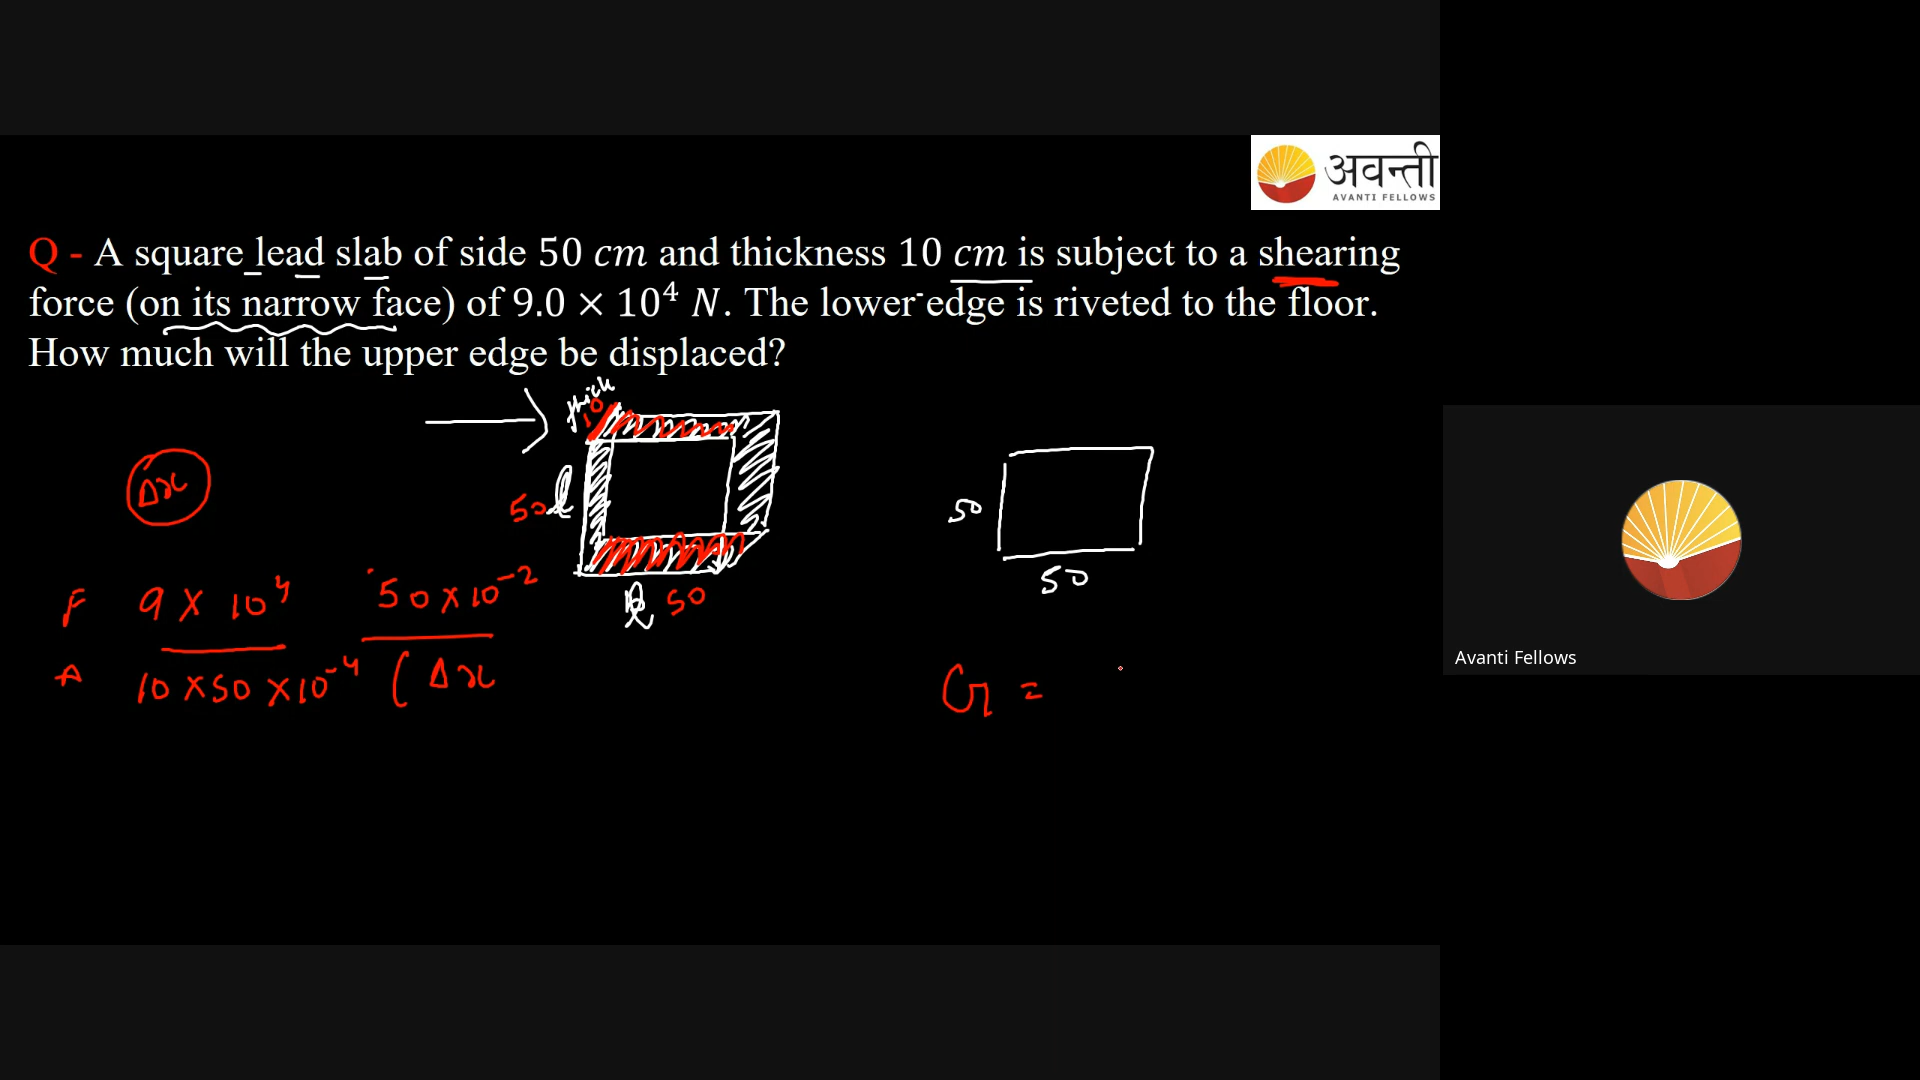 अवन्ती
AVANTI FELLOWS
Q - A square lead slab of side 50 cm and thickness 10 cm is subject to a shearing
force (on its narrow face) of 9.0 × 10⁴ N. The lower edge is riveted to the floor.
How much will the upper edge be displaced?
thick
10
Δx
50 l
50
50
50
F 9 × 10⁴ 50 × 10⁻²
A 10 × 50 × 10⁻⁴ ( Δx
G =
Avanti Fellows